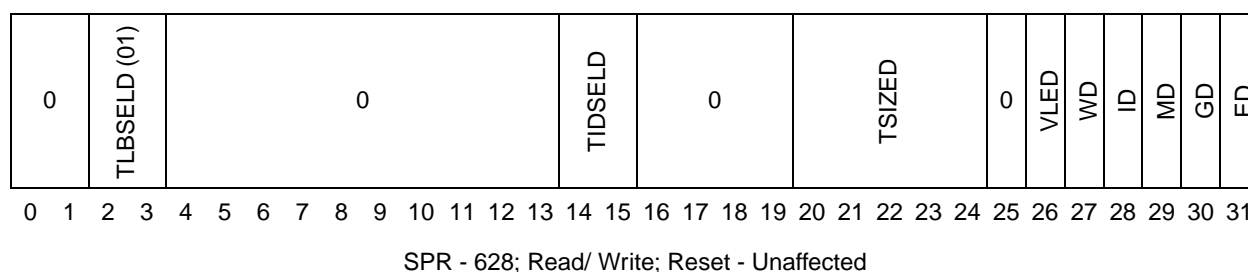 0 TLBSELD (01) 0 TIDSELD 0 TSIZED 0 VLED WD ID MD GD ED
0 1 2 3 4 5 6 7 8 9 10 11 12 13 14 15 16 17 18 19 20 21 22 23 24 25 26 27 28 29 30 31
SPR - 628; Read/ Write; Reset - Unaffected